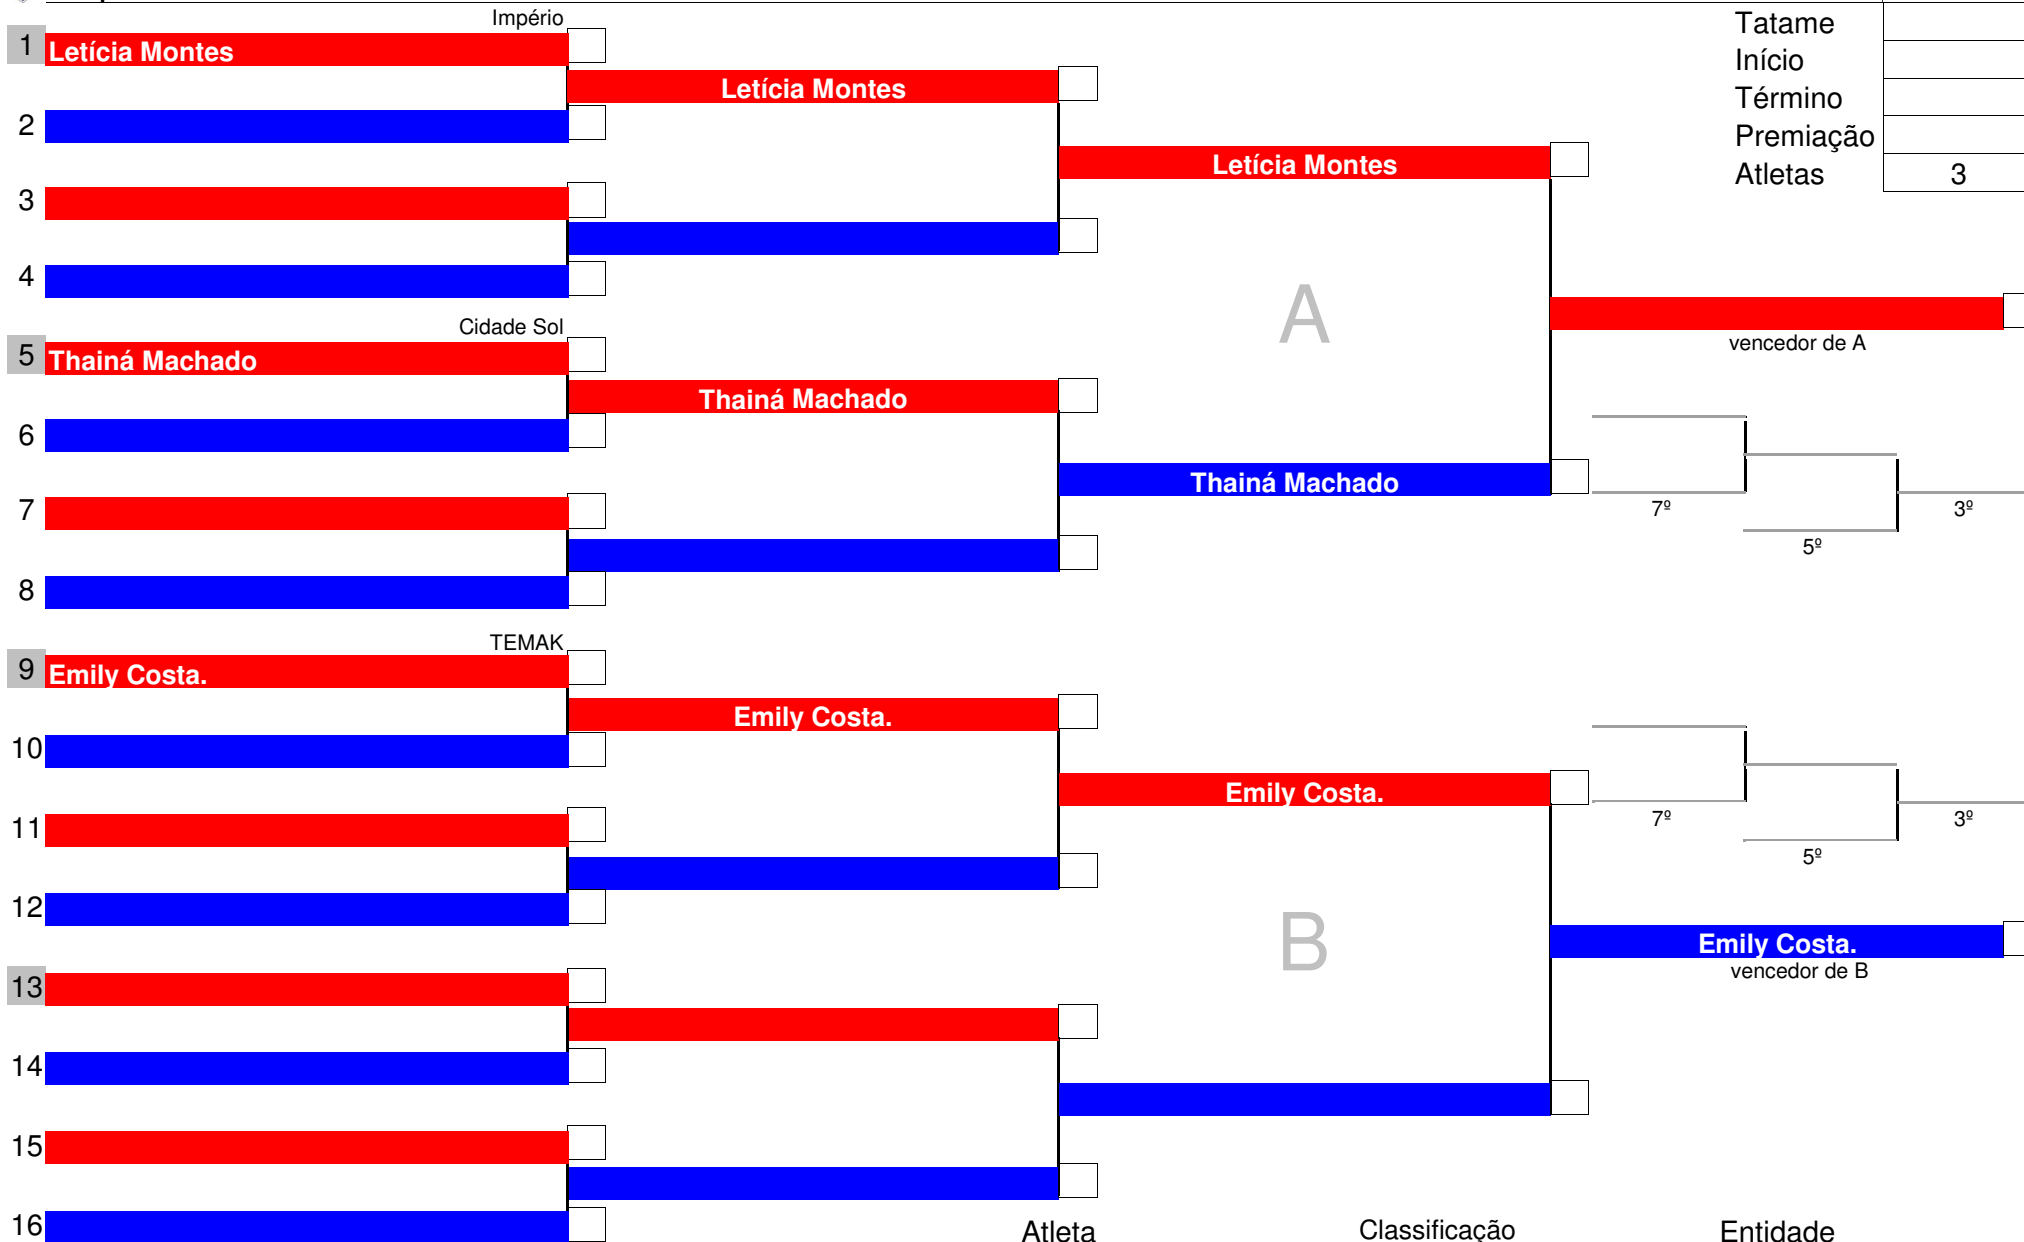 Império
Tatame
1 Letícia Montes
Início
Letícia Montes
Término
2
Premiação
Letícia Montes
Atletas 3
3
4
A
Cidade Sol
vencedor de A
5 Thainá Machado
Thainá Machado
6
Thainá Machado
7
7º
3º
5º
8
TEMAK
9 Emily Costa.
Emily Costa.
10
Emily Costa.
7º
3º
11
5º
12
B
Emily Costa.
vencedor de B
13
14
15
16
Atleta Classificação Entidade